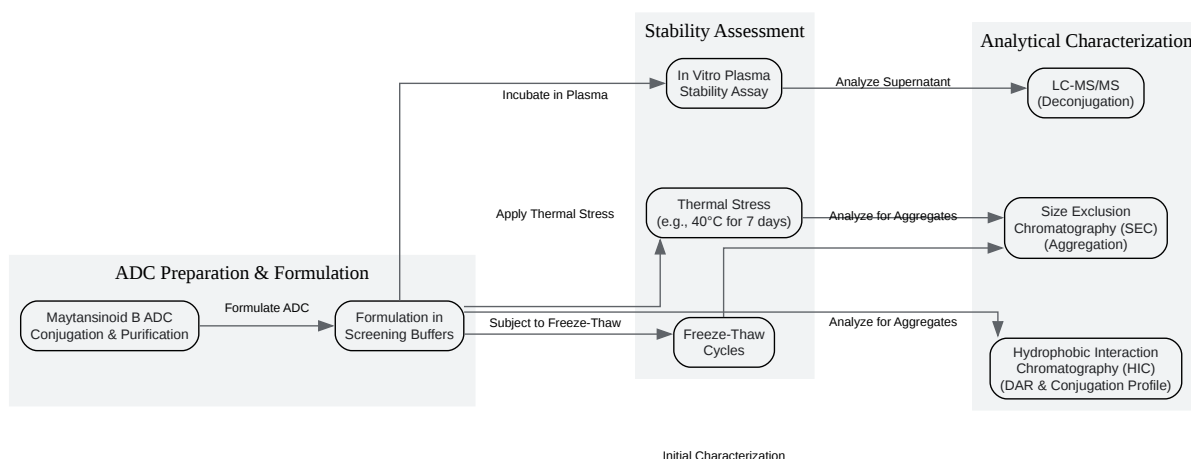 Stability Assessment
Analytical Characterization
In Vitro Plasma
Stability Assay
Incubate in Plasma
Analyze Supernatant
LC-MS/MS
(Deconjugation)
Apply Thermal Stress
Thermal Stress
(e.g., 40°C for 7 days)
Analyze for Aggregates
Size Exclusion
Chromatography (SEC)
(Aggregation)
ADC Preparation & Formulation
Maytansinoid B ADC
Conjugation & Purification
Formulate ADC
Formulation in
Screening Buffers
Subject to Freeze-Thaw
Freeze-Thaw
Cycles
Analyze for Aggregates
Hydrophobic Interaction
Chromatography (HIC)
(DAR & Conjugation Profile)
Initial Characterization